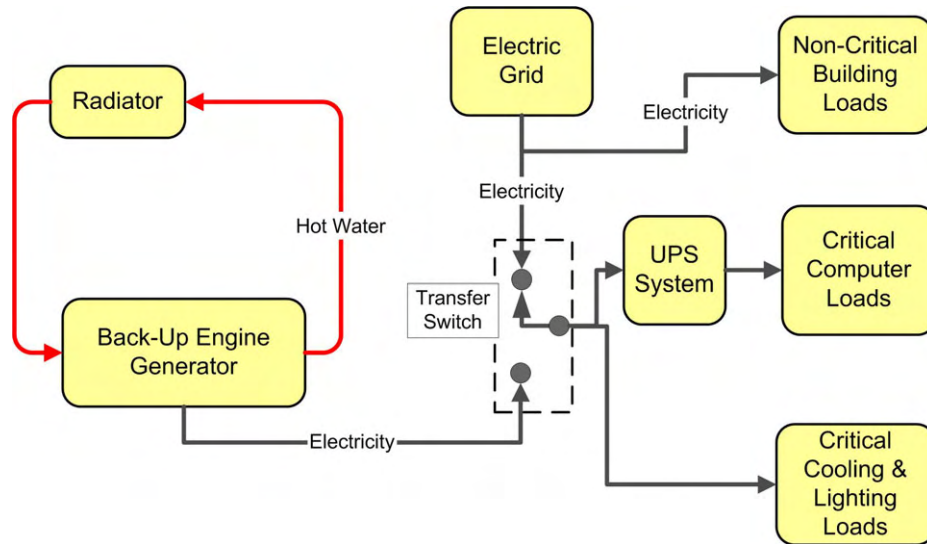 Electric
Grid
Non-Critical
Building
Loads
Radiator
Electricity
Electricity
Hot Water
UPS
System
Critical
Computer
Loads
Transfer
Switch
Back-Up Engine
Generator
Electricity
Critical
Cooling &
Lighting
Loads